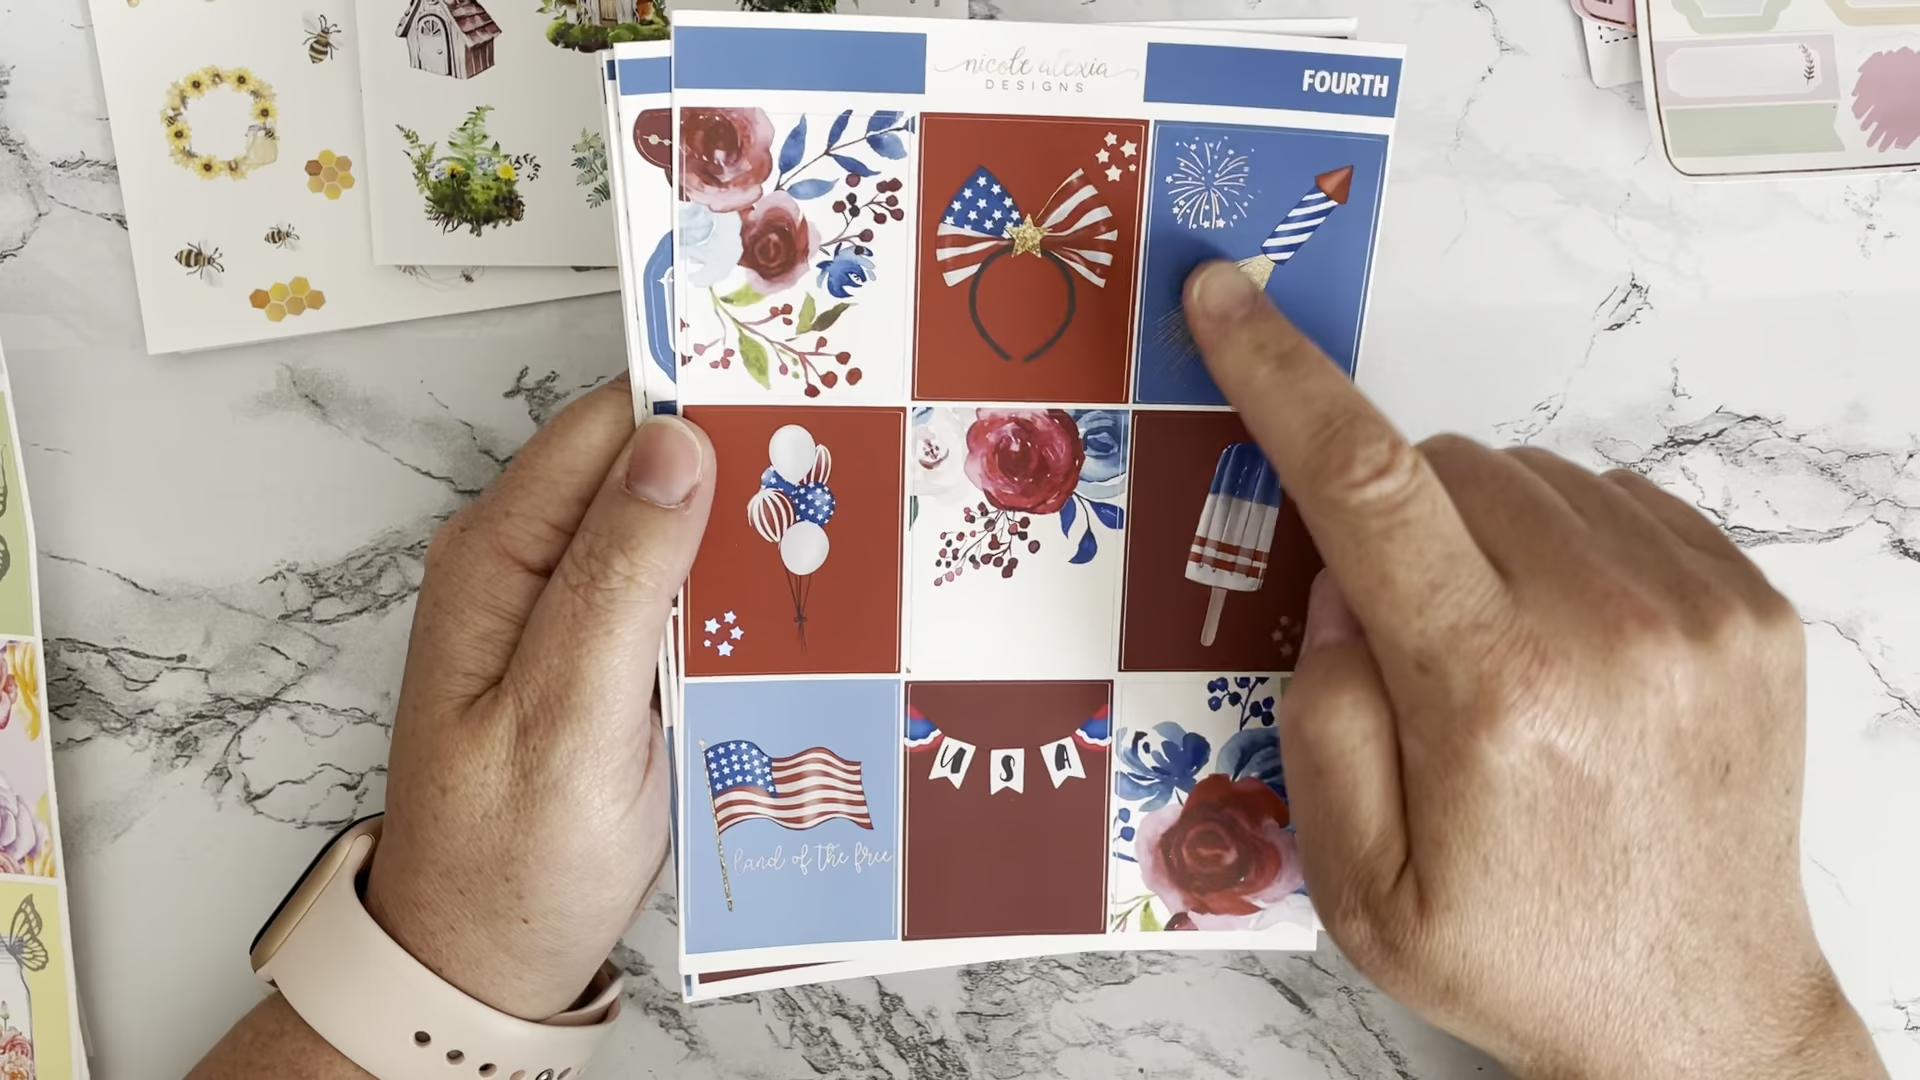 nicole alexia
DESIGNS
FOURTH
land of the free
USA